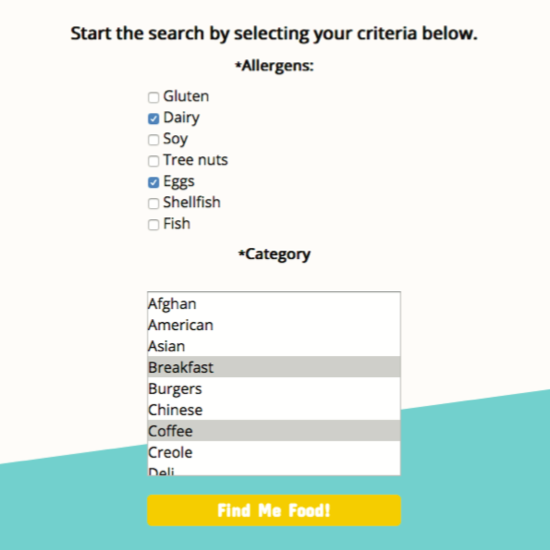 Start the search by selecting your criteria below.
*Allergens:
Gluten
Dairy
Soy
Tree nuts
Eggs
Shellfish
Fish
*Category
Afghan
American
Asian
Breakfast
Burgers
Chinese
Coffee
Creole
Deli
Find Me Food!